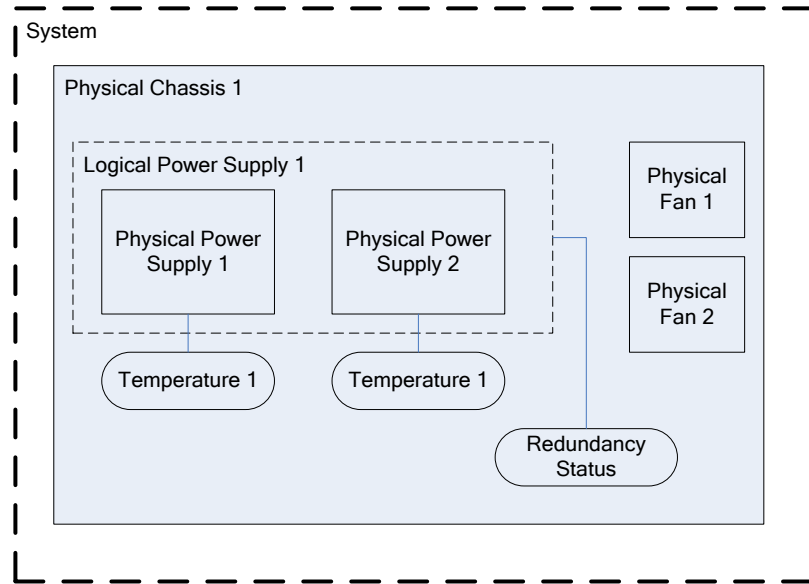 System
Physical Chassis 1
Logical Power Supply 1
Physical Power
Supply 1
Physical Power
Supply 2
Physical
Fan 1
Physical
Fan 2
Temperature 1
Temperature 1
Redundancy
Status